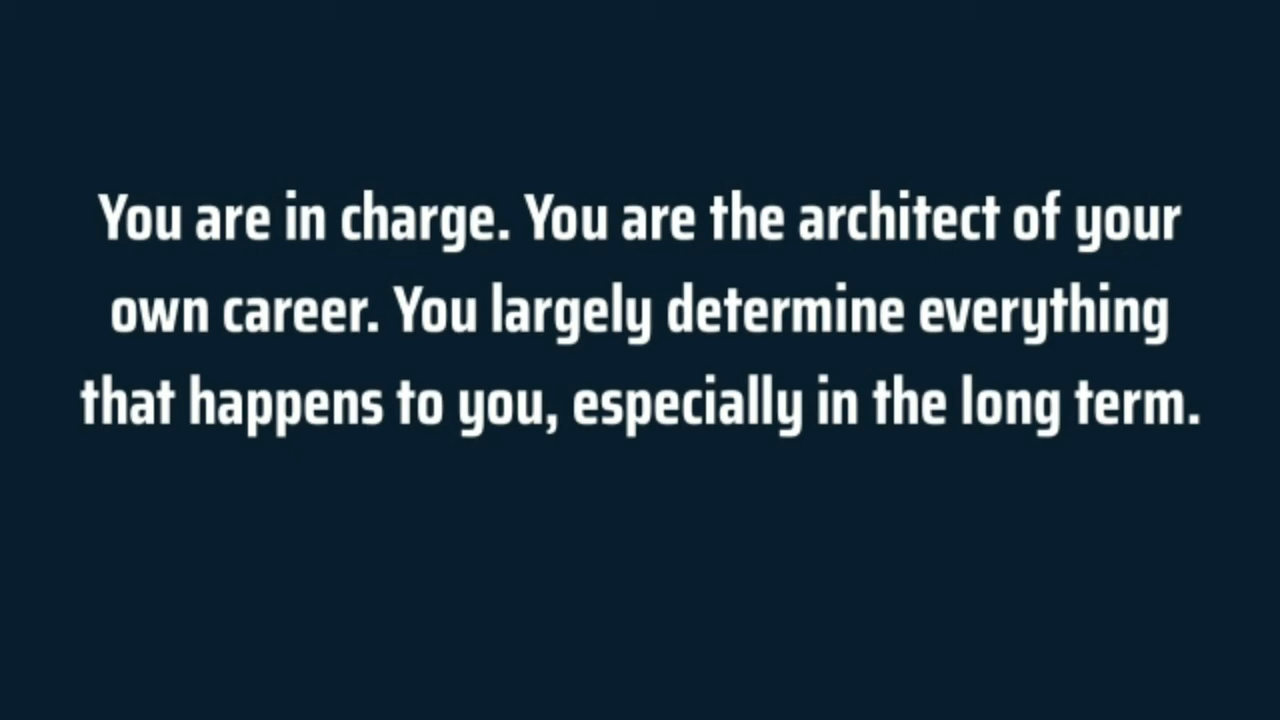 You are in charge. You are the architect of your
own career. You largely determine everything
that happens to you, especially in the long term.